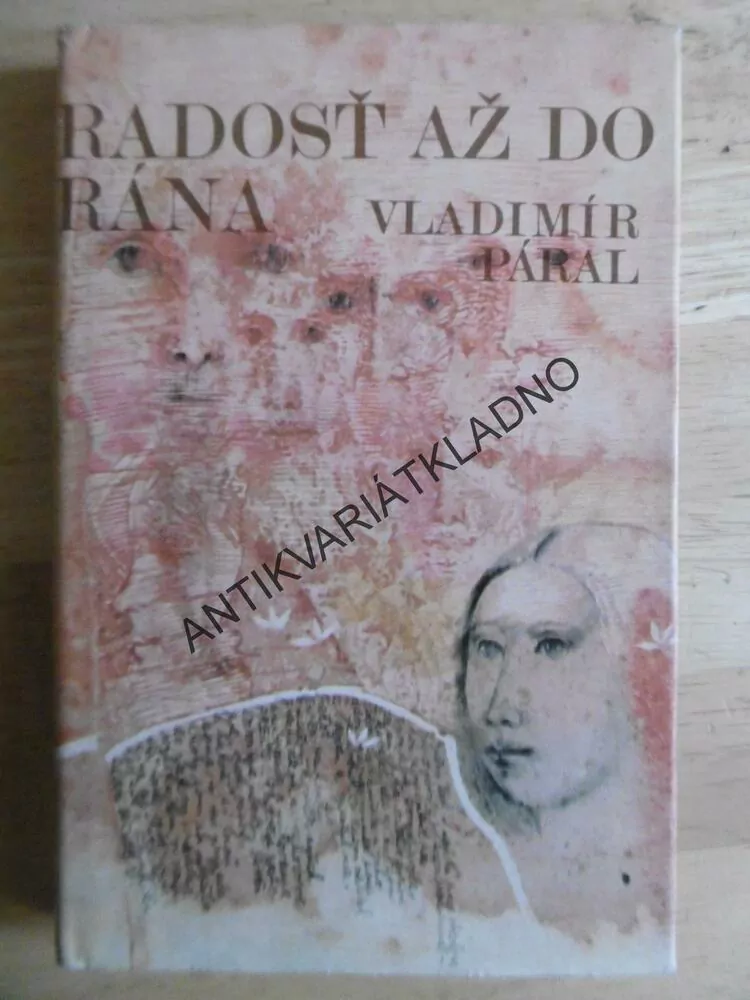 RADOSŤ AŽ DO
RÁNA
VLADIMÍR
PÁRAL
ANTIKVARIÁTKLADNO